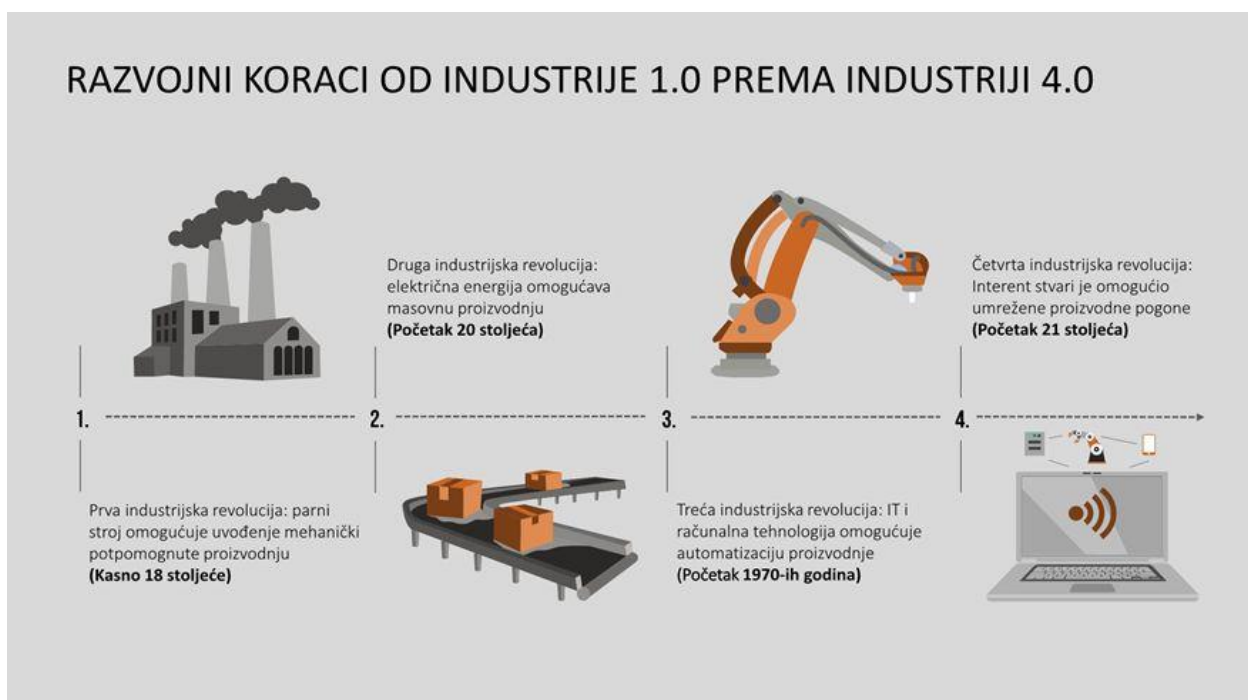 RAZVOJNI KORACI OD INDUSTRIJE 1.0 PREMA INDUSTRIJI 4.0
1.
Prva industrijska revolucija: parni
stroj omogućuje uvođenje mehanički
potpomognute proizvodnju
(Kasno 18 stoljeće)
2.
Druga industrijska revolucija:
električna energija omogućava
masovnu proizvodnju
(Početak 20 stoljeća)
3.
Treća industrijska revolucija: IT i
računalna tehnologija omogućuje
automatizaciju proizvodnje
(Početak 1970-ih godina)
4.
Četvrta industrijska revolucija:
Interent stvari je omogućio
umrežene proizvodne pogone
(Početak 21 stoljeća)